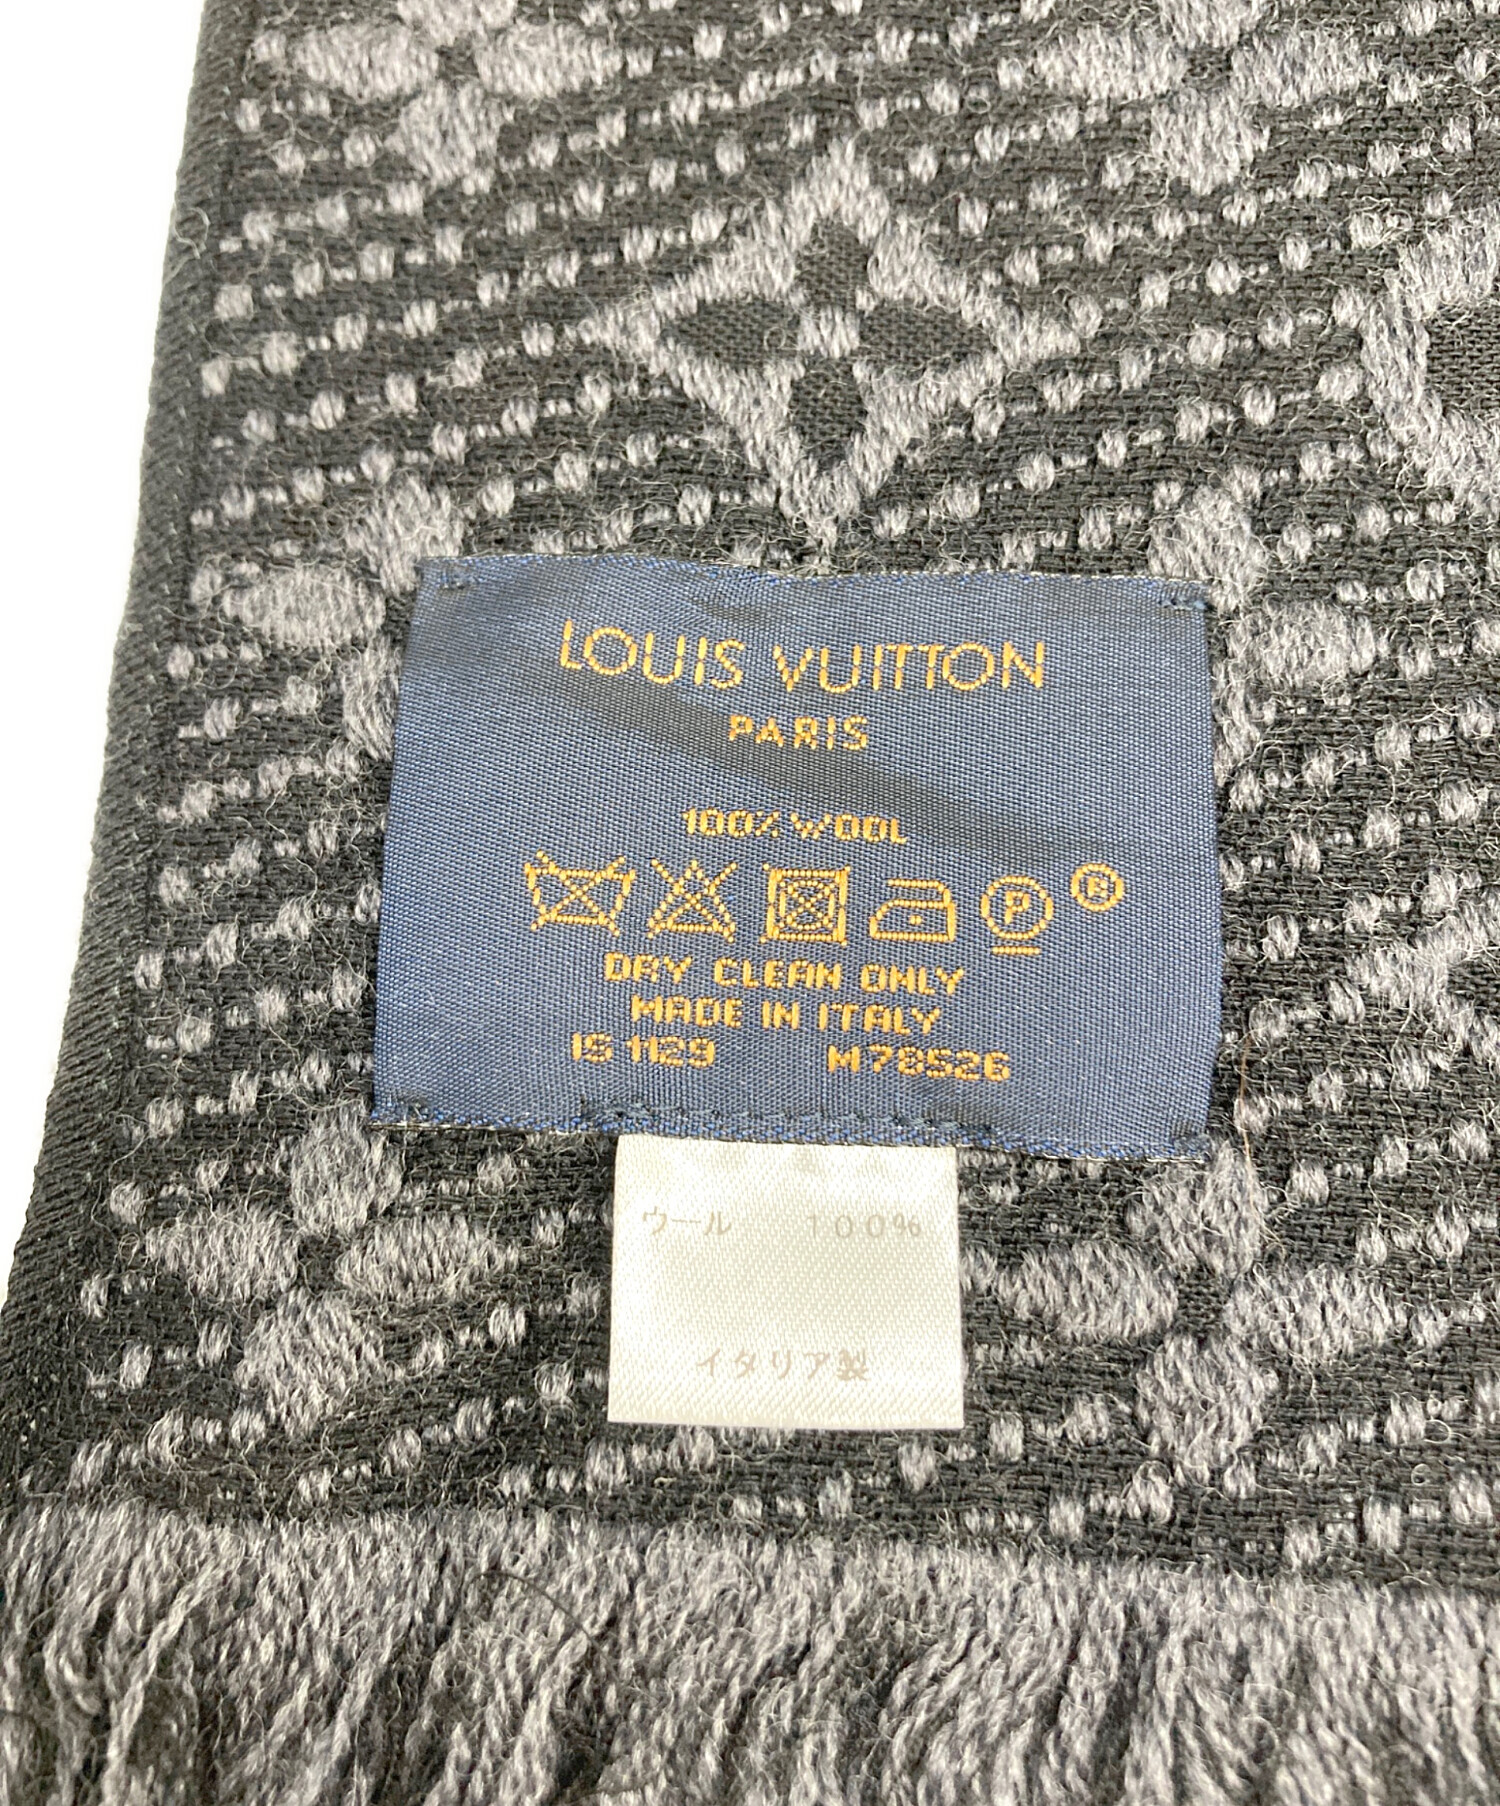 LOUIS VUITTON
PARIS
100% WOOL
P ®
DRY CLEAN ONLY
MADE IN ITALY
IS 1129 M78526
ウール 100%
イタリア製